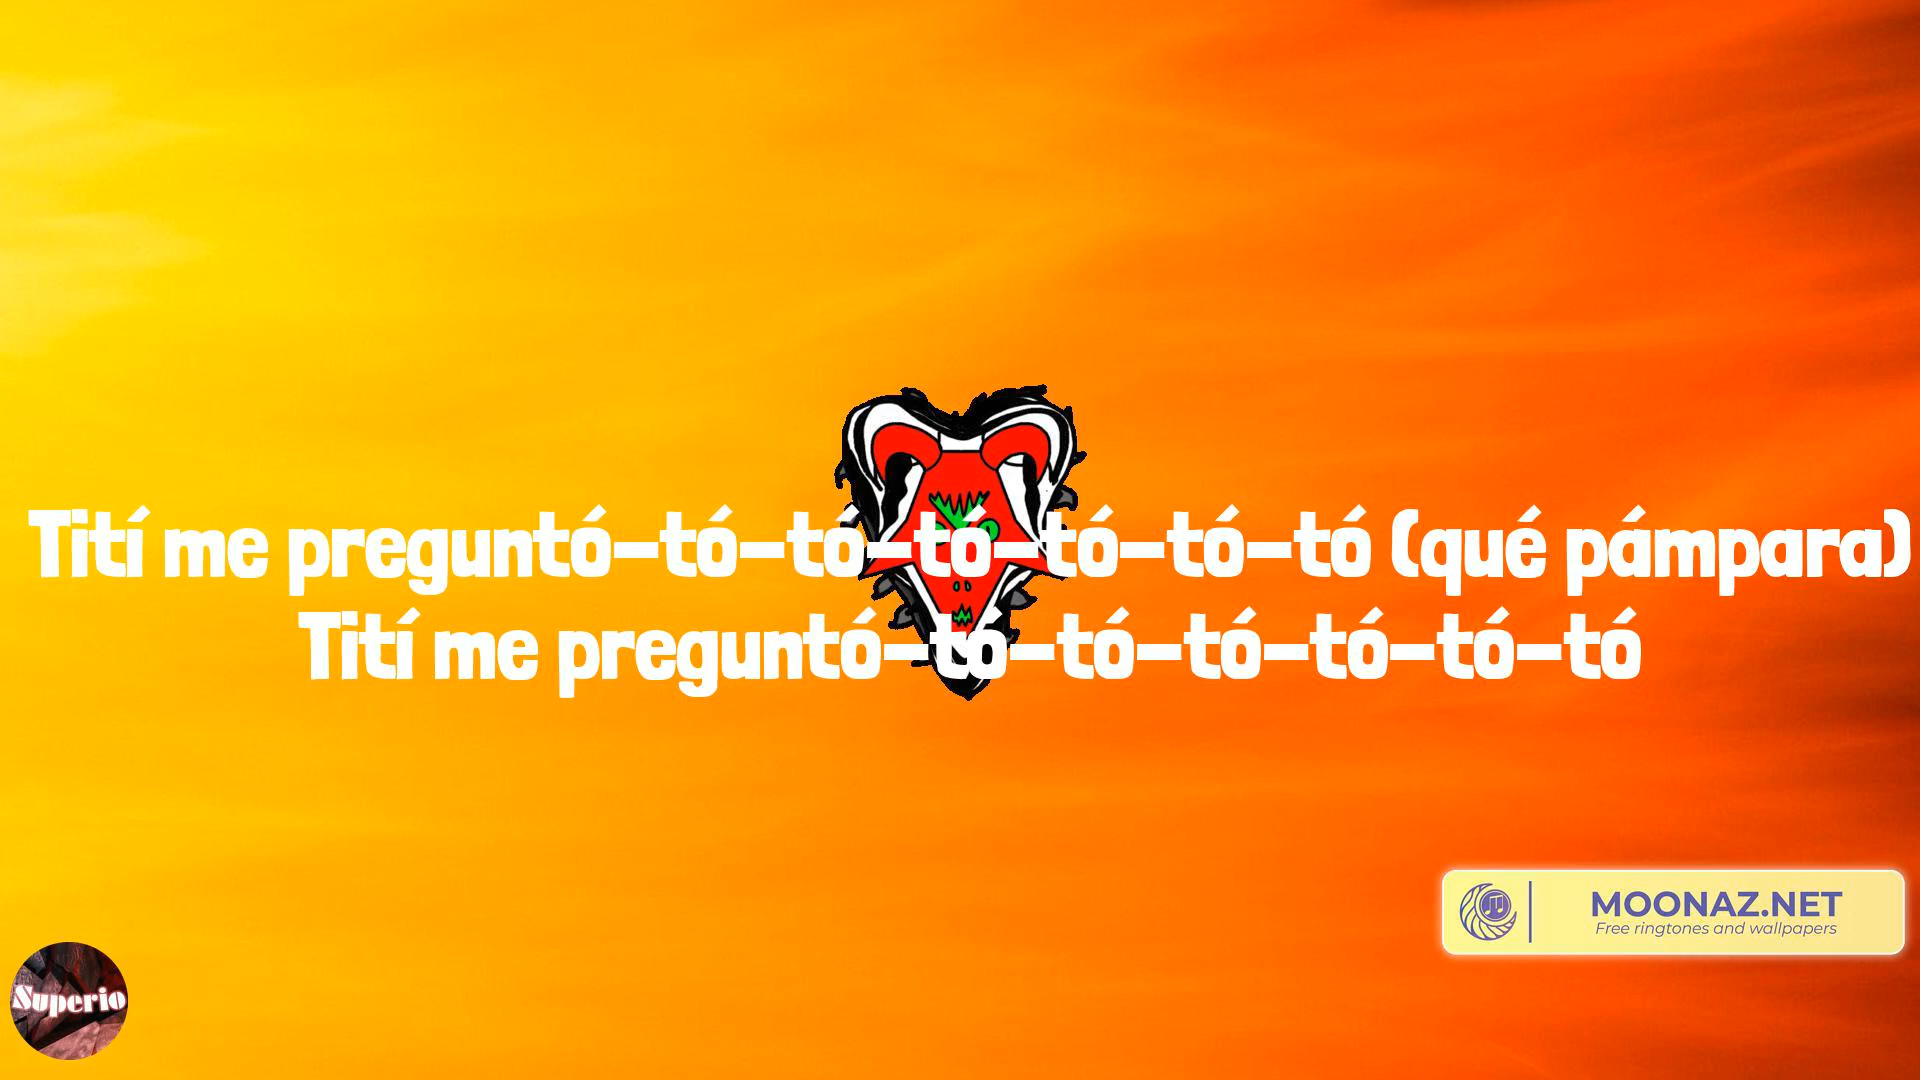 Tití me preguntó-tó-tó-tó-tó-tó-tó (qué pámpara)
Tití me preguntó-tó-tó-tó-tó-tó-tó
MOONAZ.NET
Free ringtones and wallpapers
Superio